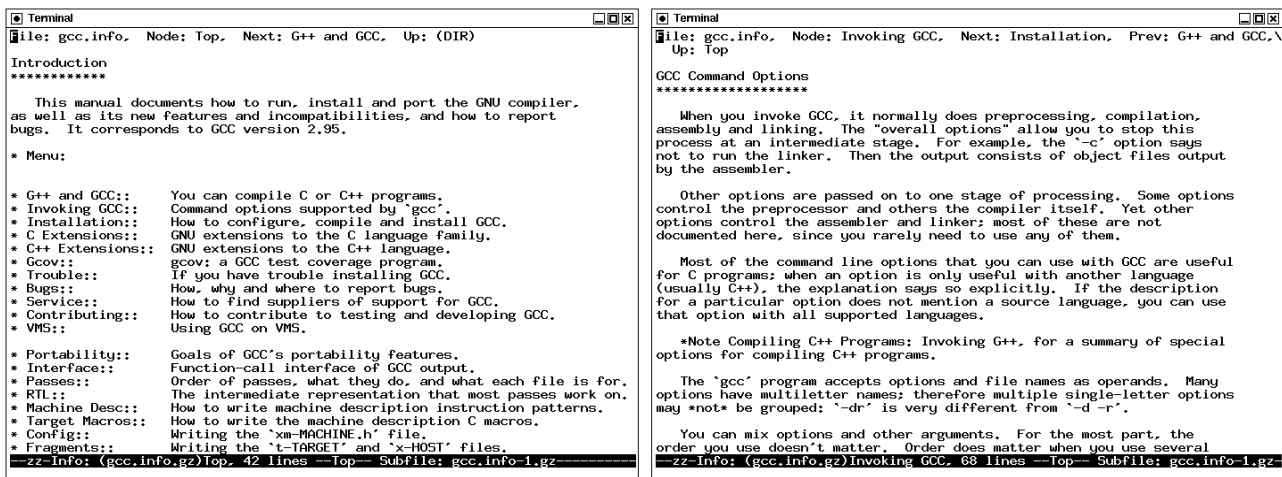 Terminal
File: gcc.info,  Node: Top,  Next: G++ and GCC,  Up: (DIR)
Introduction
************
This manual documents how to run, install and port the GNU compiler,
as well as its new features and incompatibilities, and how to report
bugs.  It corresponds to GCC version 2.95.
* Menu:
* G++ and GCC::     You can compile C or C++ programs.
* Invoking GCC::    Command options supported by `gcc'.
* Installation::    How to configure, compile and install GCC.
* C Extensions::    GNU extensions to the C language family.
* C++ Extensions::  GNU extensions to the C++ language.
* Gcov::            gcov: a GCC test coverage program.
* Trouble::         If you have trouble installing GCC.
* Bugs::            How, why and where to report bugs.
* Service::         How to find suppliers of support for GCC.
* Contributing::    How to contribute to testing and developing GCC.
* VMS::             Using GCC on VMS.
* Portability::     Goals of GCC's portability features.
* Interface::       Function-call interface of GCC output.
* Passes::          Order of passes, what they do, and what each file is for.
* RTL::             The intermediate representation that most passes work on.
* Machine Desc::    How to write machine description instruction patterns.
* Target Macros::   How to write the machine description C macros.
* Config::          Writing the `xm-MACHINE.h' file.
* Fragments::       Writing the `t-TARGET' and `x-HOST' files.
--zz-Info: (gcc.info.gz)Top, 42 lines --Top-- Subfile: gcc.info-1.gz----------
Terminal
File: gcc.info,  Node: Invoking GCC,  Next: Installation,  Prev: G++ and GCC,\
Up: Top
GCC Command Options
*******************
When you invoke GCC, it normally does preprocessing, compilation,
assembly and linking.  The "overall options" allow you to stop this
process at an intermediate stage.  For example, the `-c' option says
not to run the linker.  Then the output consists of object files output
by the assembler.
Other options are passed on to one stage of processing.  Some options
control the preprocessor and others the compiler itself.  Yet other
options control the assembler and linker; most of these are not
documented here, since you rarely need to use any of them.
Most of the command line options that you can use with GCC are useful
for C programs; when an option is only useful with another language
(usually C++), the explanation says so explicitly.  If the description
for a particular option does not mention a source language, you can use
that option with all supported languages.
*Note Compiling C++ Programs: Invoking G++, for a summary of special
options for compiling C++ programs.
The `gcc' program accepts options and file names as operands.  Many
options have multiletter names; therefore multiple single-letter options
may *not* be grouped: `-dr' is very different from `-d -r'.
You can mix options and other arguments.  For the most part, the
order you use doesn't matter.  Order does matter when you use several
--zz-Info: (gcc.info.gz)Invoking GCC, 68 lines --Top-- Subfile: gcc.info-1.gz-